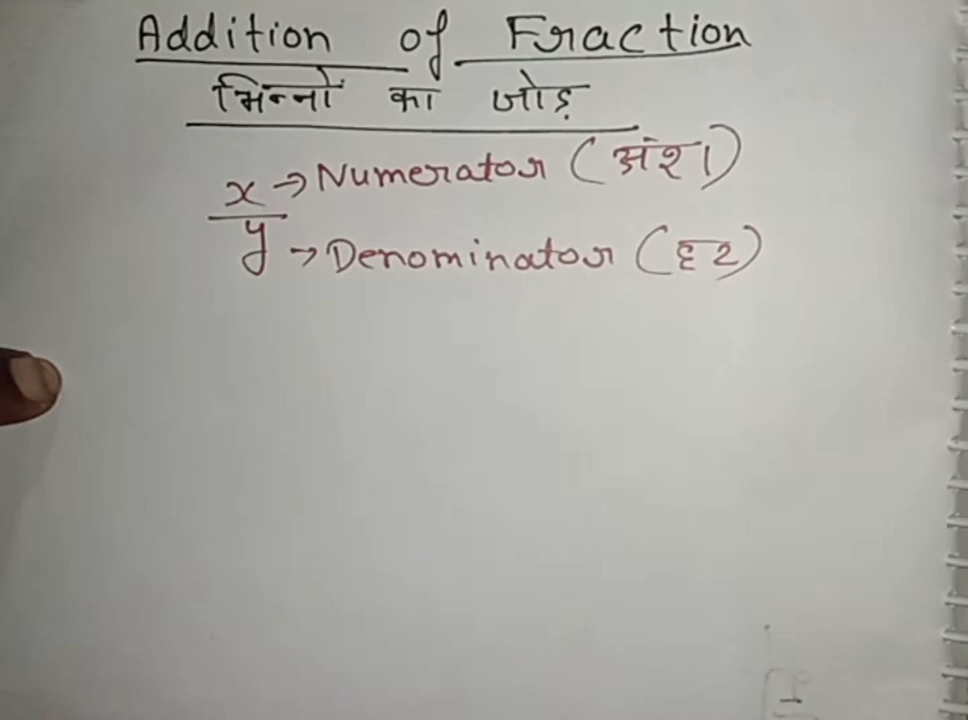 Addition of Fraction
भिन्नों का जोड़
x → Numerator (अंश)
y → Denominator (हर)